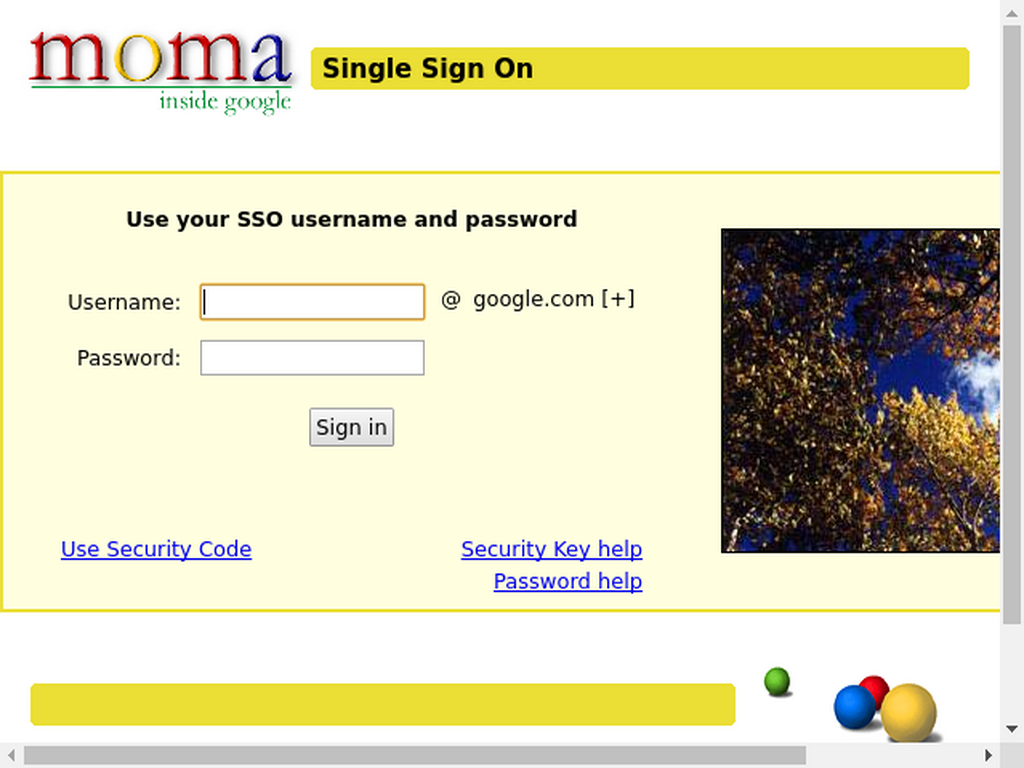 moma
inside google
Single Sign On
Use your SSO username and password
Username:
@ google.com [+]
Password:
Sign in
Use Security Code
Security Key help
Password help